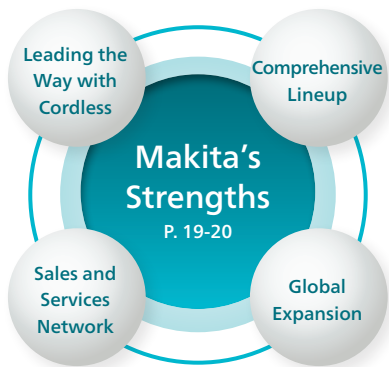 Leading the
Way with
Cordless
Comprehensive
Lineup
Makita's
Strengths
P. 19-20
Sales and
Services
Network
Global
Expansion